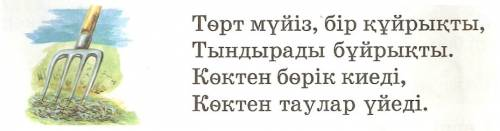 Төрт мүйіз, бір құйрықты,
Тындырады бұйрықты.
Көктен бөрік киеді,
Көктен таулар үйеді.